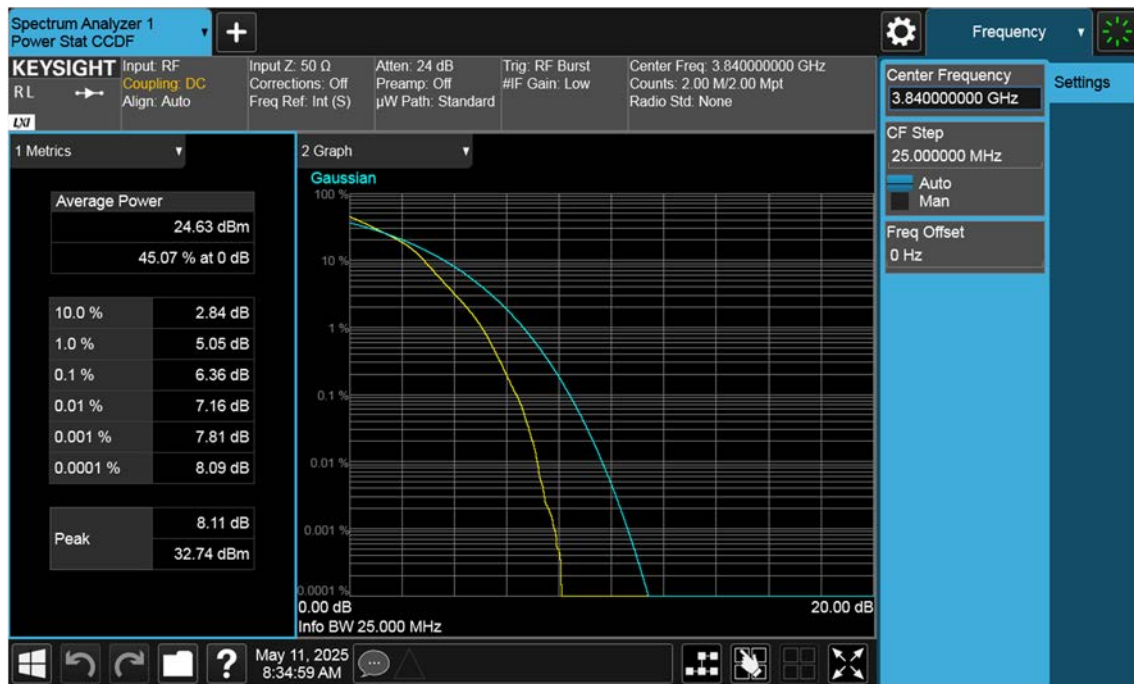 Spectrum Analyzer 1
Power Stat CCDF
Frequency
KEYSIGHT
RL
LXI
Input: RF
Coupling: DC
Align: Auto
Input Z: 50 Ω
Corrections: Off
Freq Ref: Int (S)
Atten: 24 dB
Preamp: Off
µW Path: Standard
Trig: RF Burst
#IF Gain: Low
Center Freq: 3.840000000 GHz
Counts: 2.00 M/2.00 Mpt
Radio Std: None
Center Frequency
3.840000000 GHz
Settings
CF Step
25.000000 MHz
Auto
Man
Freq Offset
0 Hz
1 Metrics
Average Power
24.63 dBm
45.07 % at 0 dB
10.0 % 2.84 dB
1.0 % 5.05 dB
0.1 % 6.36 dB
0.01 % 7.16 dB
0.001 % 7.81 dB
0.0001 % 8.09 dB
Peak
8.11 dB
32.74 dBm
2 Graph
Gaussian
100 %
10 %
1 %
0.1 %
0.01 %
0.001 %
0.0001 %
0.00 dB 20.00 dB
Info BW 25.000 MHz
May 11, 2025
8:34:59 AM